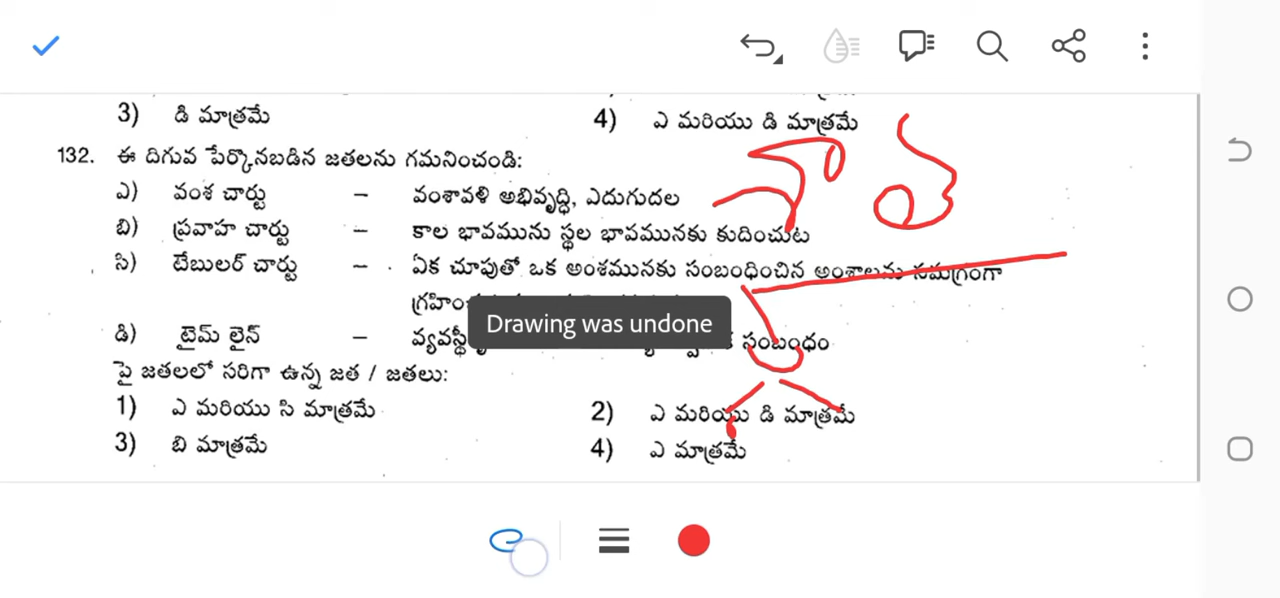 3) డి మాత్రమే 4) ఎ మరియు డి మాత్రమే
132. ఈ దిగువ పేర్కొనబడిన జతలను గమనించండి:
ఎ) వంశ చార్టు – వంశావళి అభివృద్ధి, ఎదుగుదల
బి) ప్రవాహ చార్టు – కాల భావమును స్థల భావమునకు కుదించుట
సి) టేబులర్ చార్టు – ఏక చూపుతో ఒక అంశమునకు సంబంధించిన అంశాలను సమగ్రంగా
గ్రహిం
Drawing was undone
డి) టైమ్ లైన్ – సంబంధం
పై జతలలో సరిగా ఉన్న జత / జతలు:
1) ఎ మరియు సి మాత్రమే 2) ఎ మరియు డి మాత్రమే
3) బి మాత్రమే 4) ఎ మాత్రమే